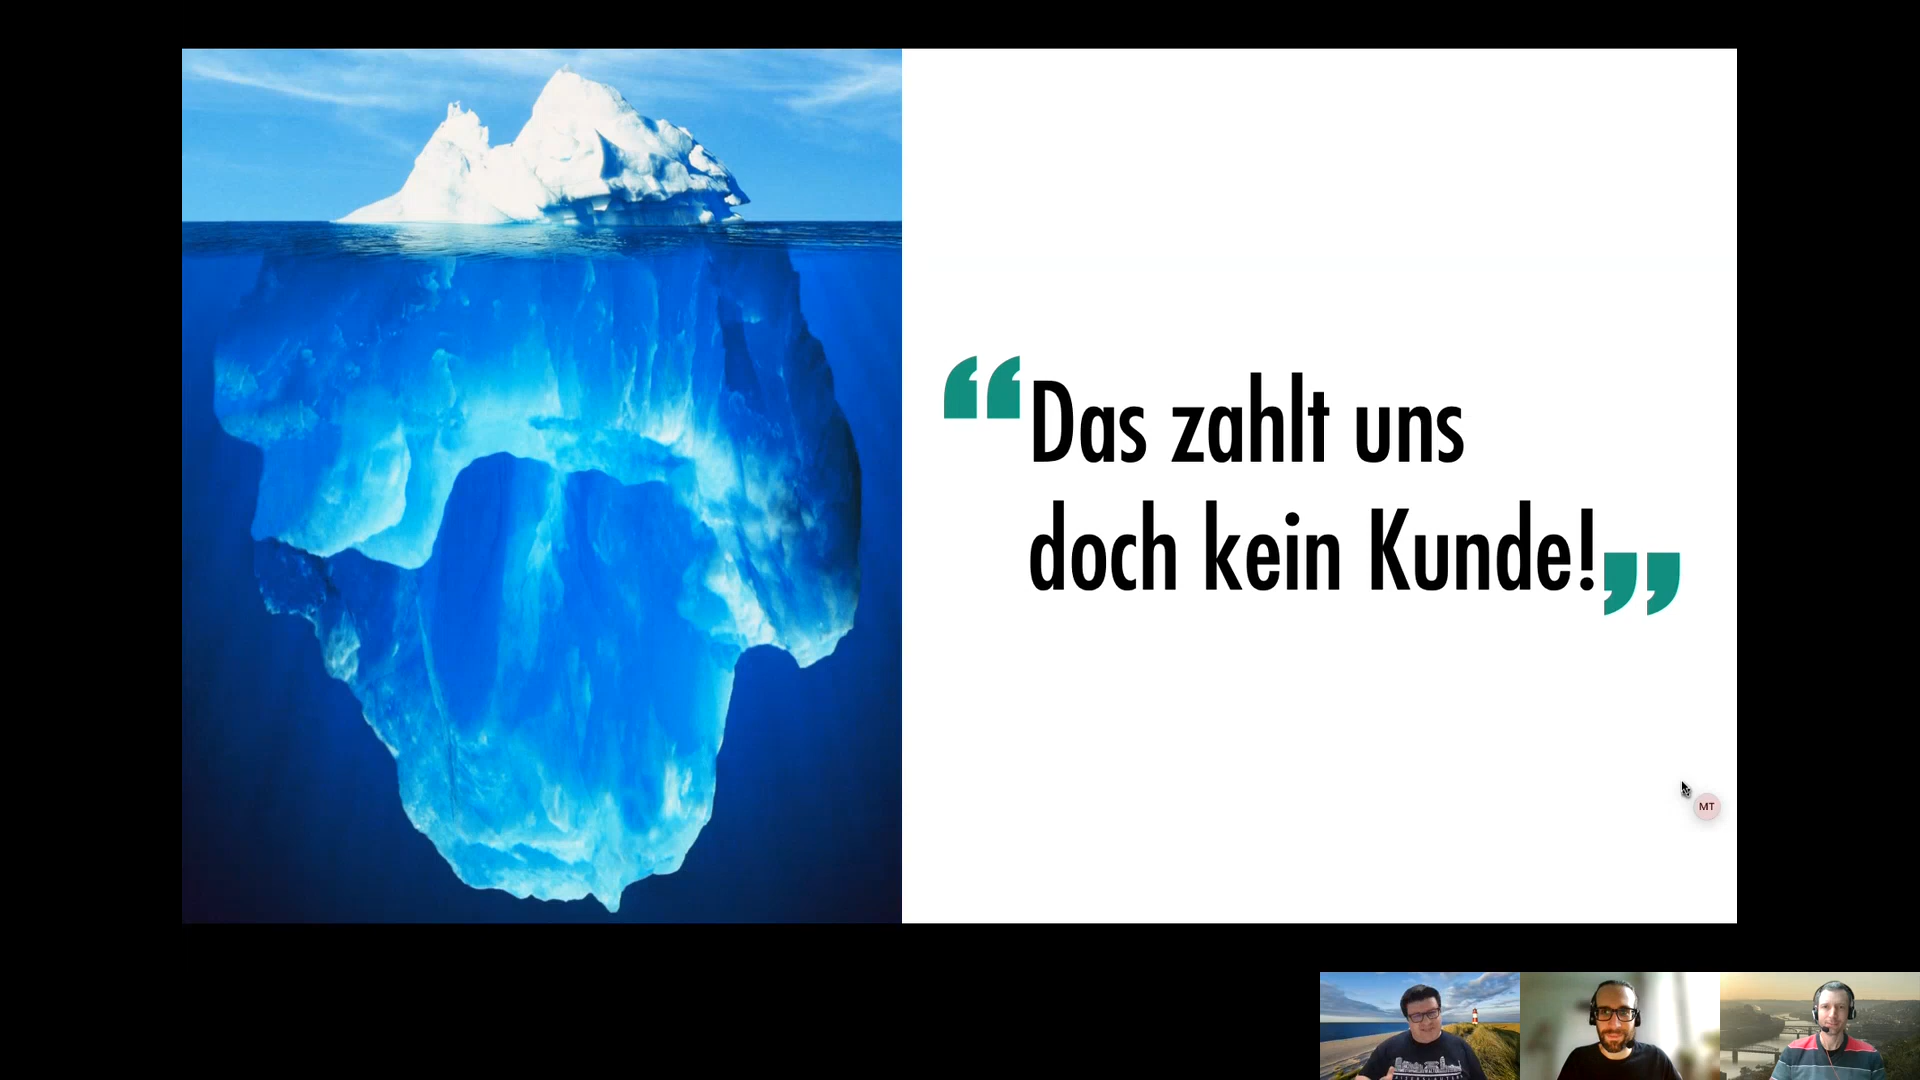 “Das zahlt uns
doch kein Kunde!”
MT